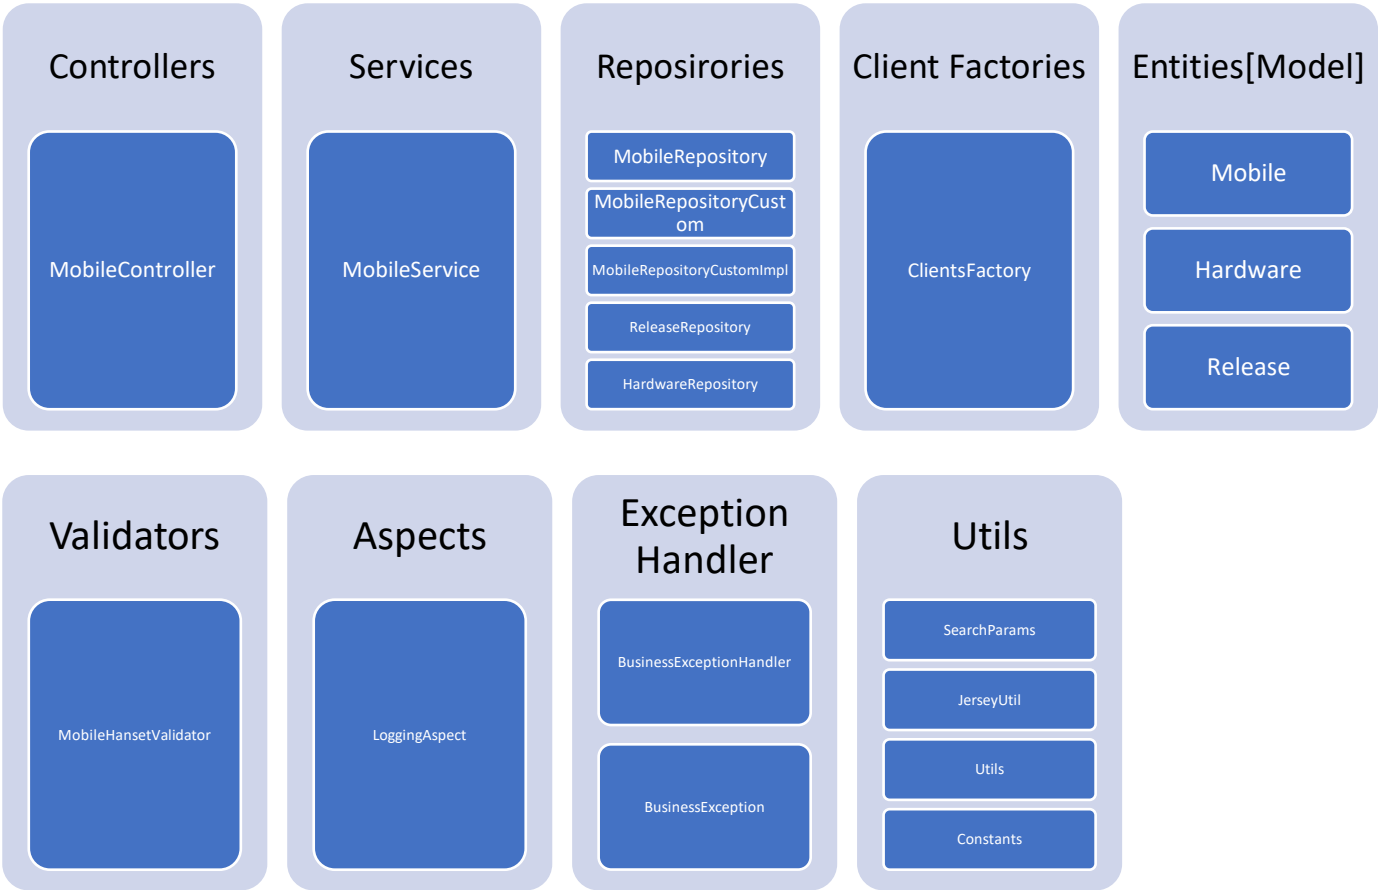 Controllers
MobileController
Services
MobileService
Reposirories
MobileRepository
MobileRepositoryCust
om
MobileRepositoryCustomImpl
ReleaseRepository
HardwareRepository
Client Factories
ClientsFactory
Entities[Model]
Mobile
Hardware
Release
Validators
MobileHansetValidator
Aspects
LoggingAspect
Exception
Handler
BusinessExceptionHandler
BusinessException
Utils
SearchParams
JerseyUtil
Utils
Constants